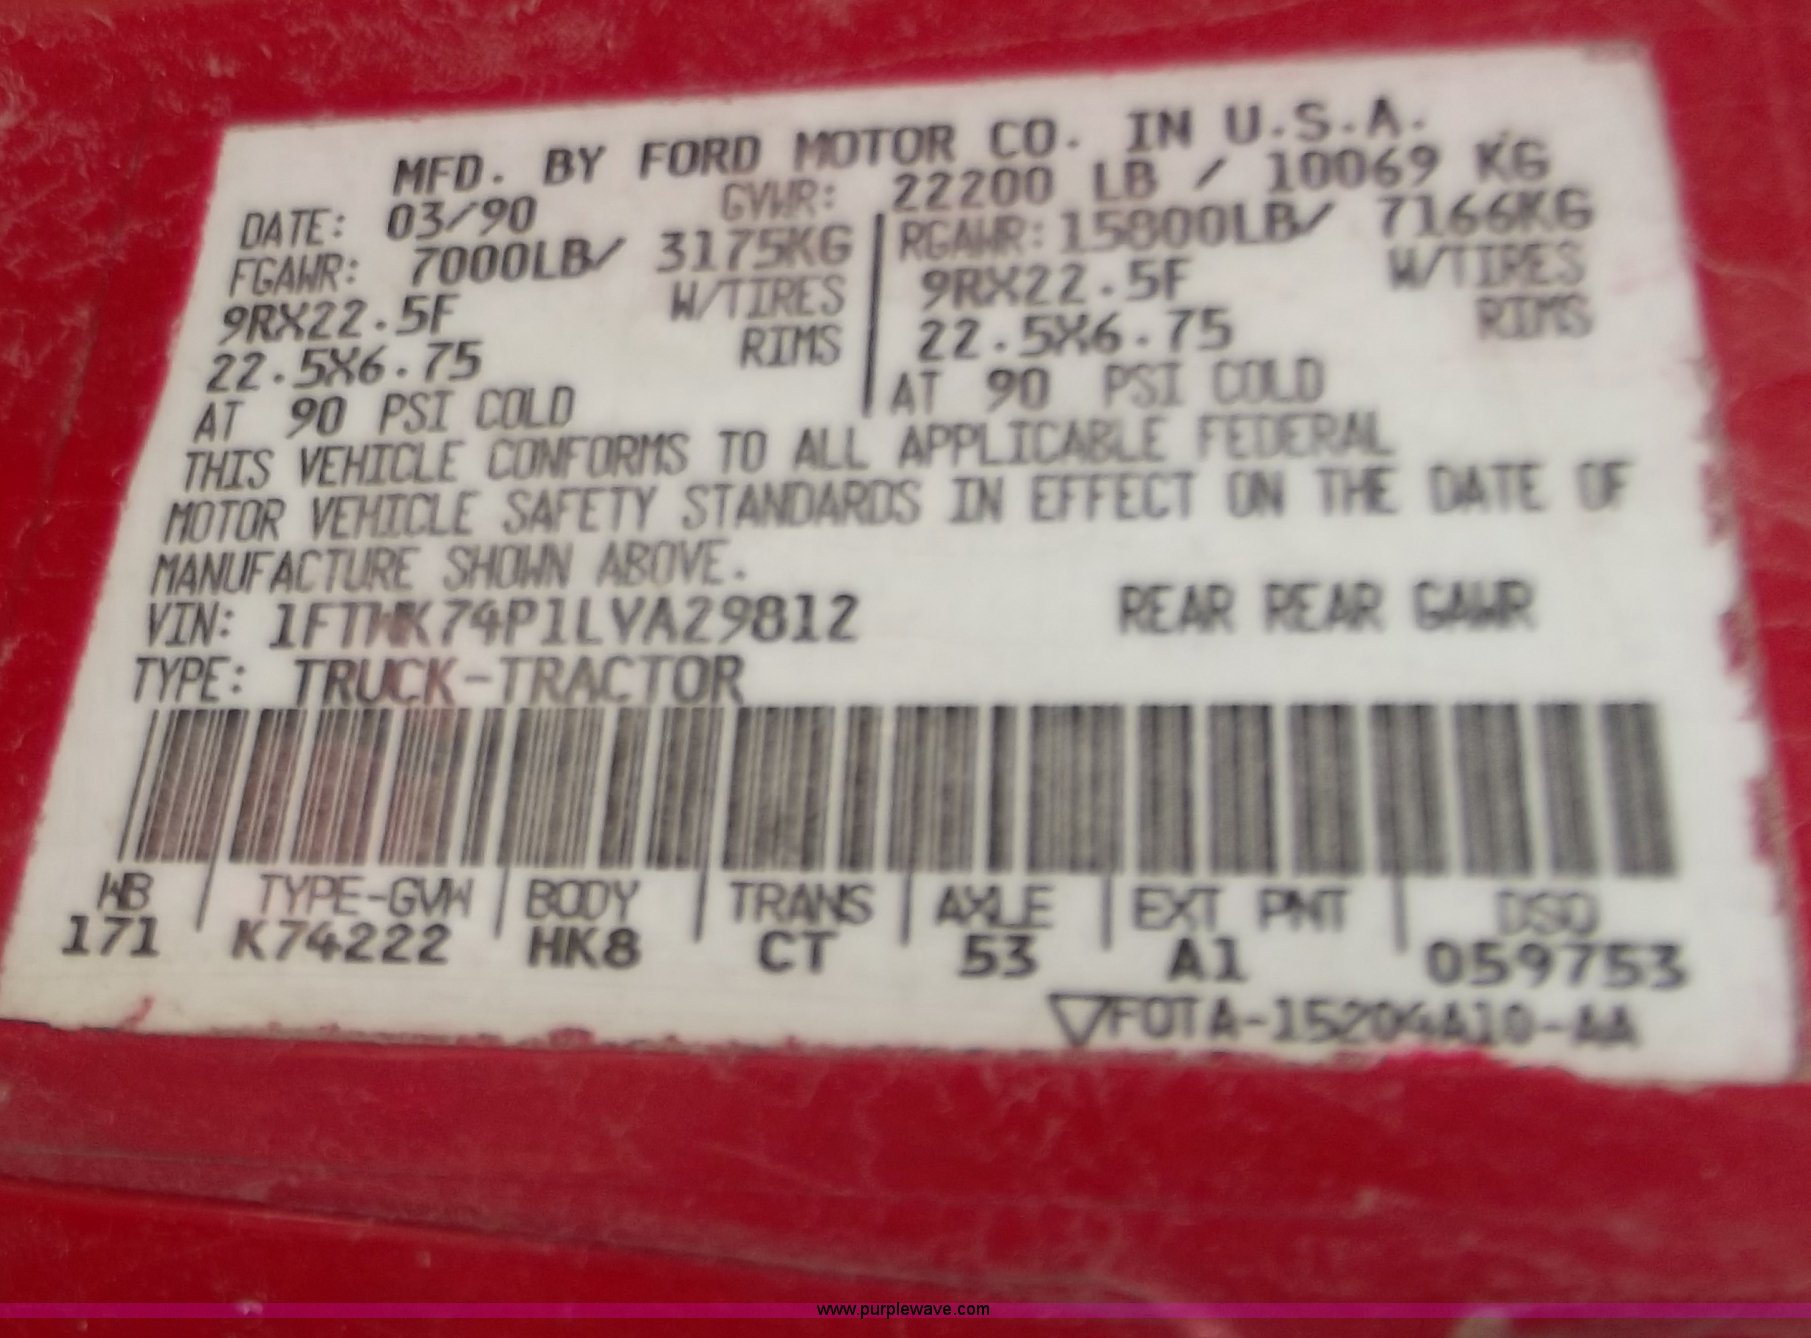 MFD. BY FORD MOTOR CO. IN U.S.A.
DATE: 03/90 GVWR: 22200 LB / 10069 KG
FGAWR: 7000LB/ 3175KG RGAWR: 15800LB/ 7166KG
9RX22.5F W/TIRES 9RX22.5F W/TIRES
22.5X6.75 RIMS 22.5X6.75 RIMS
AT 90 PSI COLD AT 90 PSI COLD
THIS VEHICLE CONFORMS TO ALL APPLICABLE FEDERAL
MOTOR VEHICLE SAFETY STANDARDS IN EFFECT ON THE DATE OF
MANUFACTURE SHOWN ABOVE.
VIN: 1FTWK74P1LVA29812 REAR REAR GAWR
TYPE: TRUCK-TRACTOR
WB TYPE-GVW BODY TRANS AXLE EXT PNT DSO
171 K74222 HK8 CT 53 A1 059753
▽FOTA-15204A10-AA
www.purplewave.com